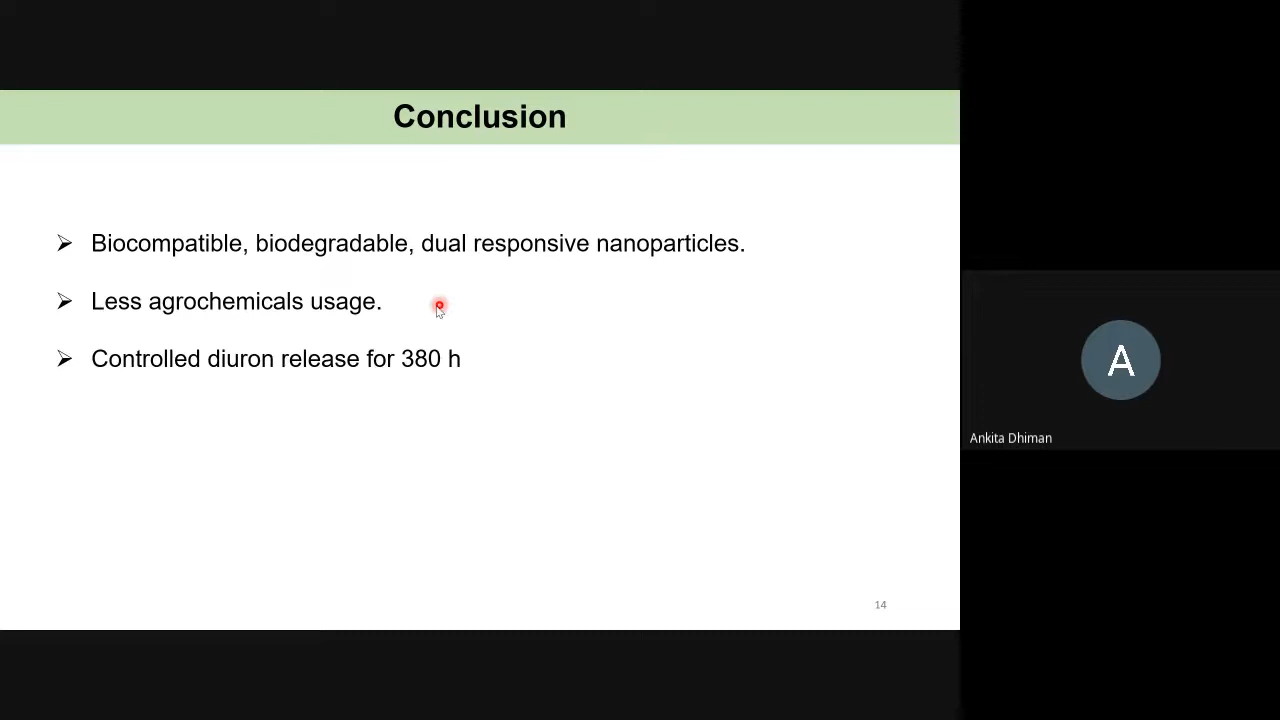 Conclusion
Biocompatible, biodegradable, dual responsive nanoparticles.
Less agrochemicals usage.
Controlled diuron release for 380 h
14
A
Ankita Dhiman